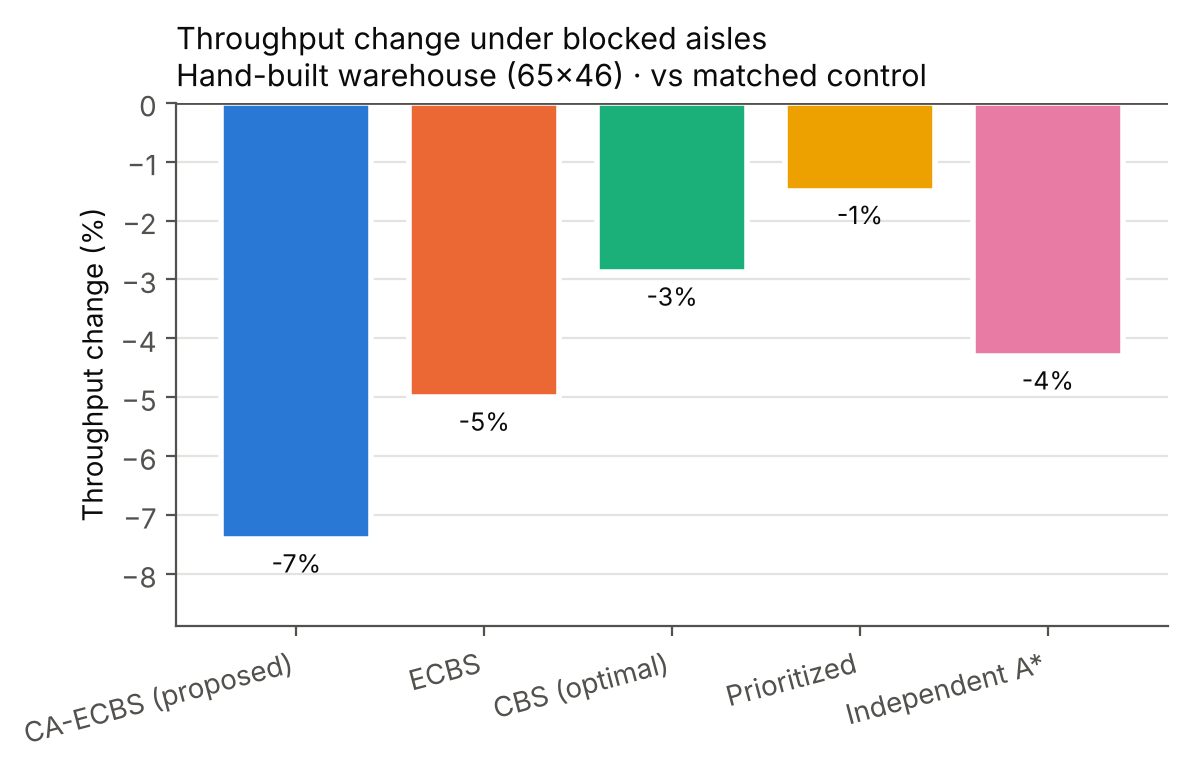 Throughput change under blocked aisles
Hand-built warehouse (65×46) · vs matched control
Throughput change (%)
0
−1
−2
−3
−4
−5
−6
−7
−8
-7%
-5%
-3%
-1%
-4%
CA-ECBS (proposed)
ECBS
CBS (optimal)
Prioritized
Independent A*